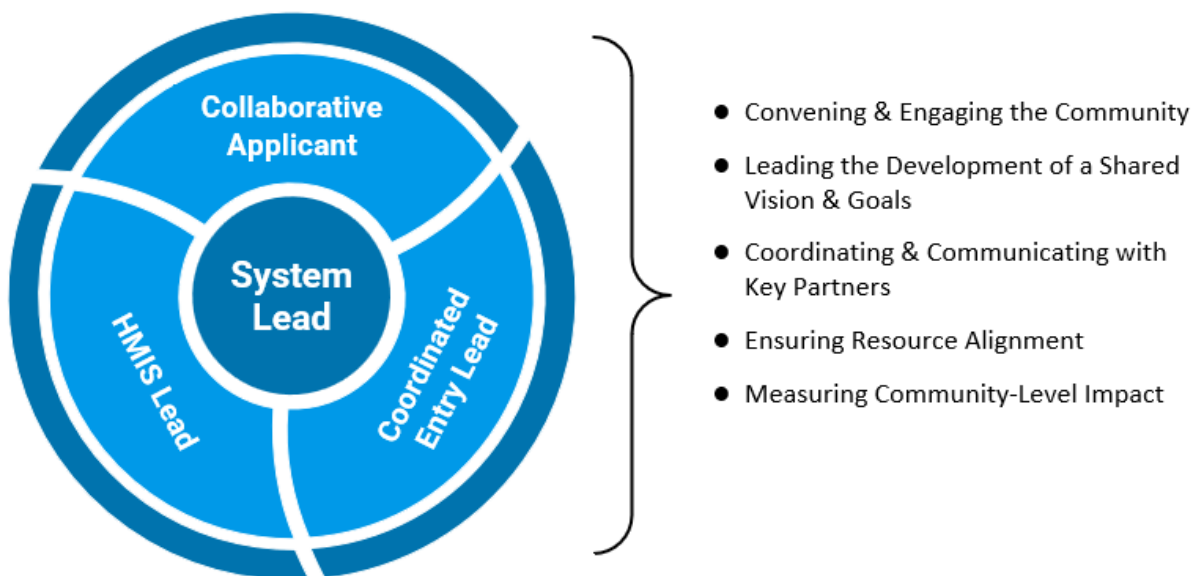 Collaborative
Applicant
System
Lead
HMIS Lead
Coordinated
Entry Lead
● Convening & Engaging the Community
● Leading the Development of a Shared
Vision & Goals
● Coordinating & Communicating with
Key Partners
● Ensuring Resource Alignment
● Measuring Community-Level Impact